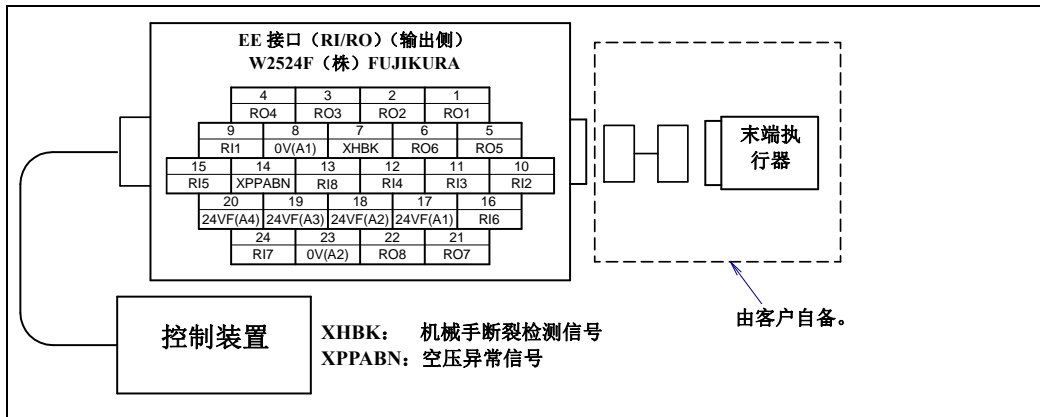 EE 接口（RI/RO）（输出侧）
W2524F（株）FUJIKURA
4 3 2 1
RO4 RO3 RO2 RO1
9 8 7 6 5
RI1 0V(A1) XHBK RO6 RO5
15 14 13 12 11 10
RI5 XPPABN RI8 RI4 RI3 RI2
20 19 18 17 16
24VF(A4) 24VF(A3) 24VF(A2) 24VF(A1) RI6
24 23 22 21
RI7 0V(A2) RO8 RO7
末端执
行器
由客户自备。
控制装置
XHBK： 机械手断裂检测信号
XPPABN：空压异常信号